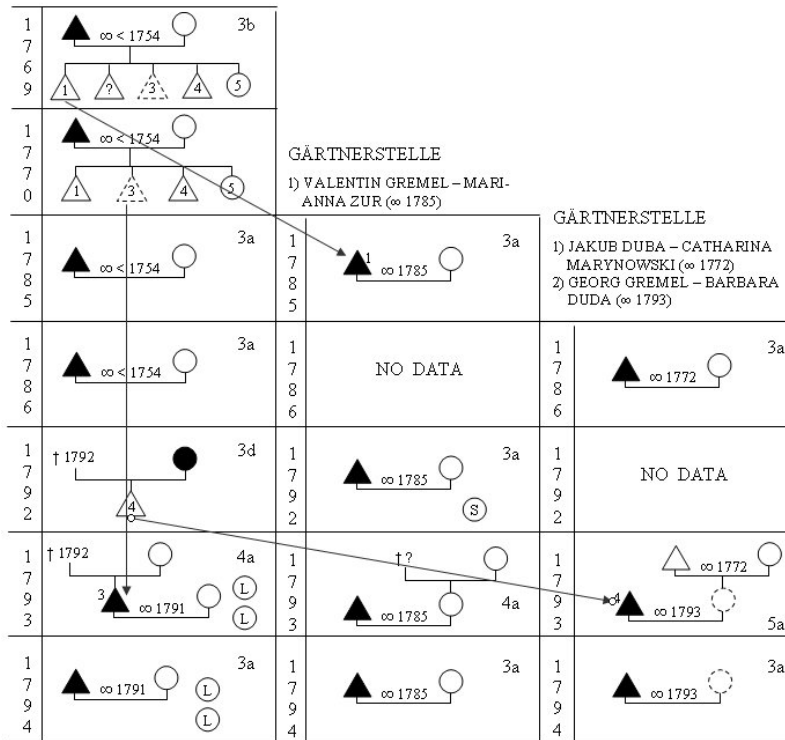 1769
∞ < 1754
3b
1 ? 3 4 5
1770
∞ < 1754
1 3 4 5
GÄRTNERSTELLE
1) VALENTIN GREMEL – MARI-
ANNA ZUR (∞ 1785)
GÄRTNERSTELLE
1) JAKUB DUBA – CATHARINA
MARYNOWSKI (∞ 1772)
2) GEORG GREMEL – BARBARA
DUDA (∞ 1793)
1785
∞ < 1754
3a
1785
1
∞ 1785
3a
1786
∞ < 1754
3a
1786
NO DATA
1786
∞ 1772
3a
1792
† 1792
3d
4
1792
∞ 1785
3a
S
1792
NO DATA
1793
† 1792
4a
3
∞ 1791
L
L
1793
† ?
∞ 1785
4a
1793
∞ 1772
4
∞ 1793
5a
1794
∞ 1791
3a
L
L
1794
∞ 1785
3a
1794
∞ 1793
3a